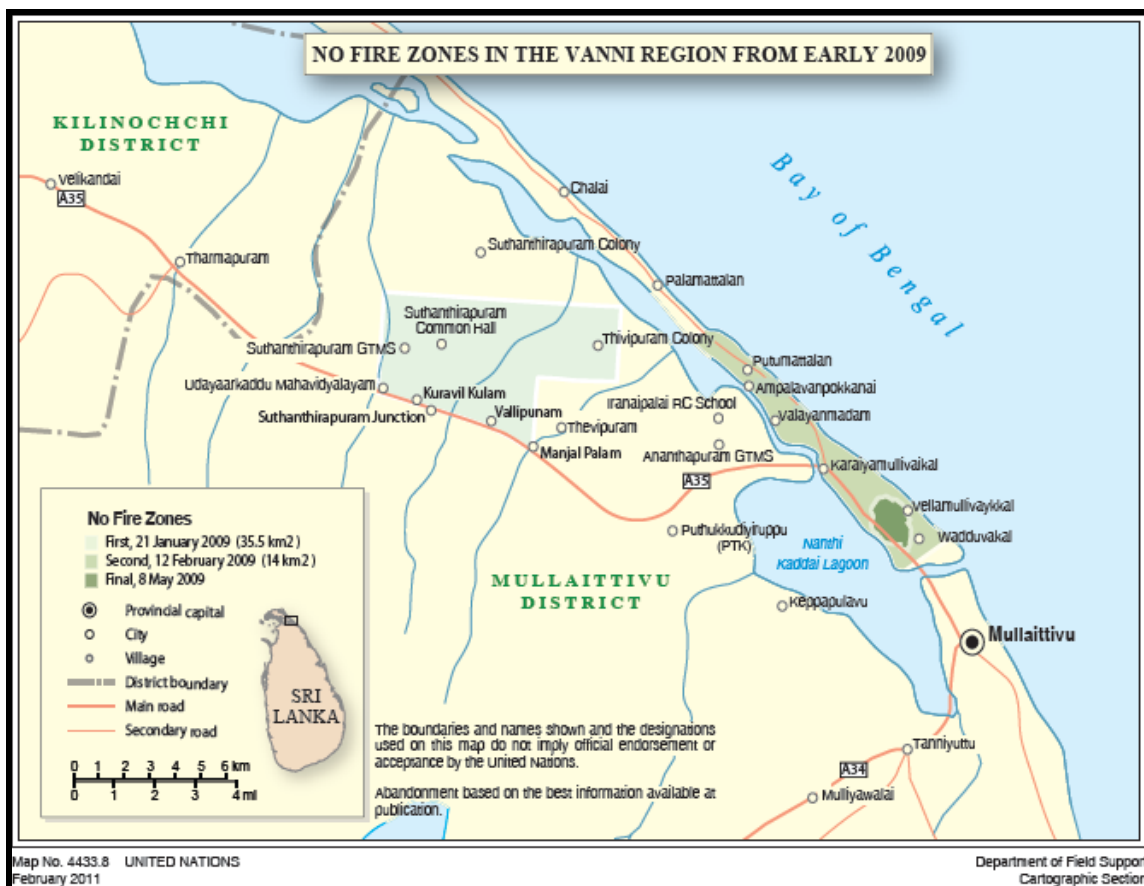 NO FIRE ZONES IN THE VANNI REGION FROM EARLY 2009
KILINOCHCHI
DISTRICT
Velikandai
A35
Chalai
Bay of Bengal
Tharmapuram
Suthanthirapuram Colony
Palamattalan
Suthanthirapuram
Common Hall
Suthanthirapuram GTMS
Thivipuram Colony
Putumattalan
Udayaarkaddu Mahavidyalayam
Ampalavanpokkanai
Kuravil Kulam
Iranaipalai RC School
Valayanmadam
Suthanthirapuram Junction
Vallipunam
Thevipuram
Manjal Palam
Ananthapuram GTMS
Karaiyamullivaikal
A35
Vellamullivaykkal
Puthukkudiyiruppu
(PTK)
Nanthi
Kaddai Lagoon
Wadduvakal
MULLAITTIVU
DISTRICT
Keppapulavu
Mullaittivu
Tanniyuttu
A34
Mulliyawalai
No Fire Zones
First, 21 January 2009 (35.5 km2 )
Second, 12 February 2009 (14 km2 )
Final, 8 May 2009
Provincial capital
City
Village
District boundary
Main road
Secondary road
0 1 2 3 4 5 6 km
0 1 2 3 4 mi
SRI
LANKA
The boundaries and names shown and the designations
used on this map do not imply official endorsement or
acceptance by the United Nations.
Abandonment based on the best information available at
publication.
Map No. 4433.8 UNITED NATIONS
February 2011
Department of Field Suppor
Cartographic Section